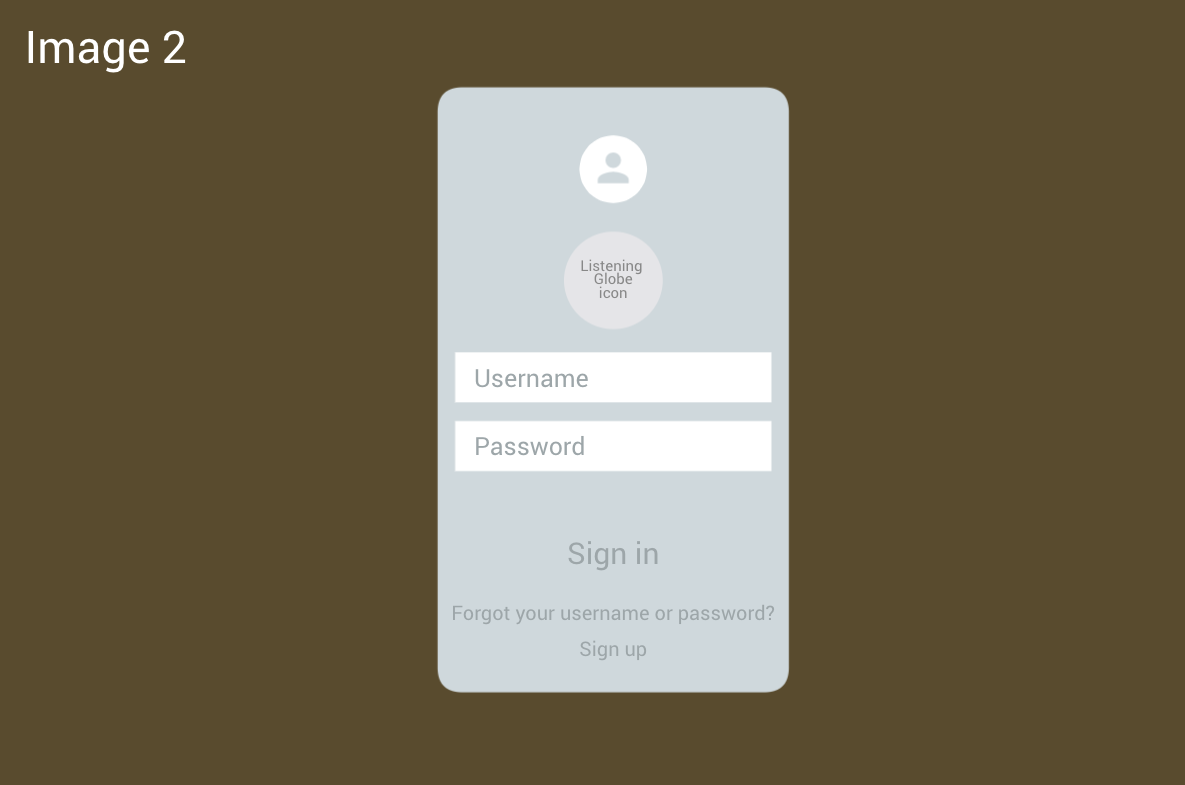 Image 2
Listening
Globe
icon
Username
Password
Sign in
Forgot your username or password?
Sign up